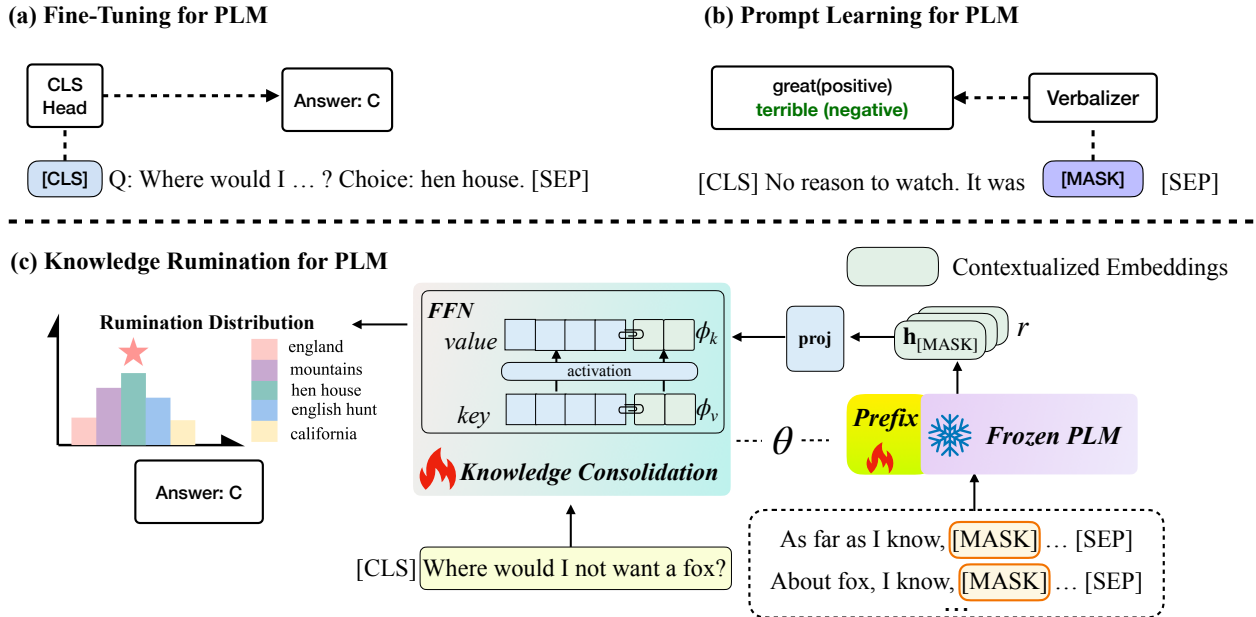 (a) Fine-Tuning for PLM
CLS
Head
Answer: C
[CLS] Q: Where would I … ? Choice: hen house. [SEP]
(b) Prompt Learning for PLM
great(positive)
terrible (negative)
Verbalizer
[CLS] No reason to watch. It was [MASK] [SEP]
(c) Knowledge Rumination for PLM
Contextualized Embeddings
Rumination Distribution
england
mountains
hen house
english hunt
california
Answer: C
FFN
value
ϕk
activation
key
ϕv
Knowledge Consolidation
[CLS] Where would I not want a fox?
proj
h[MASK]
r
θ
Prefix
Frozen PLM
As far as I know, [MASK] … [SEP]
About fox, I know, [MASK] … [SEP]
…